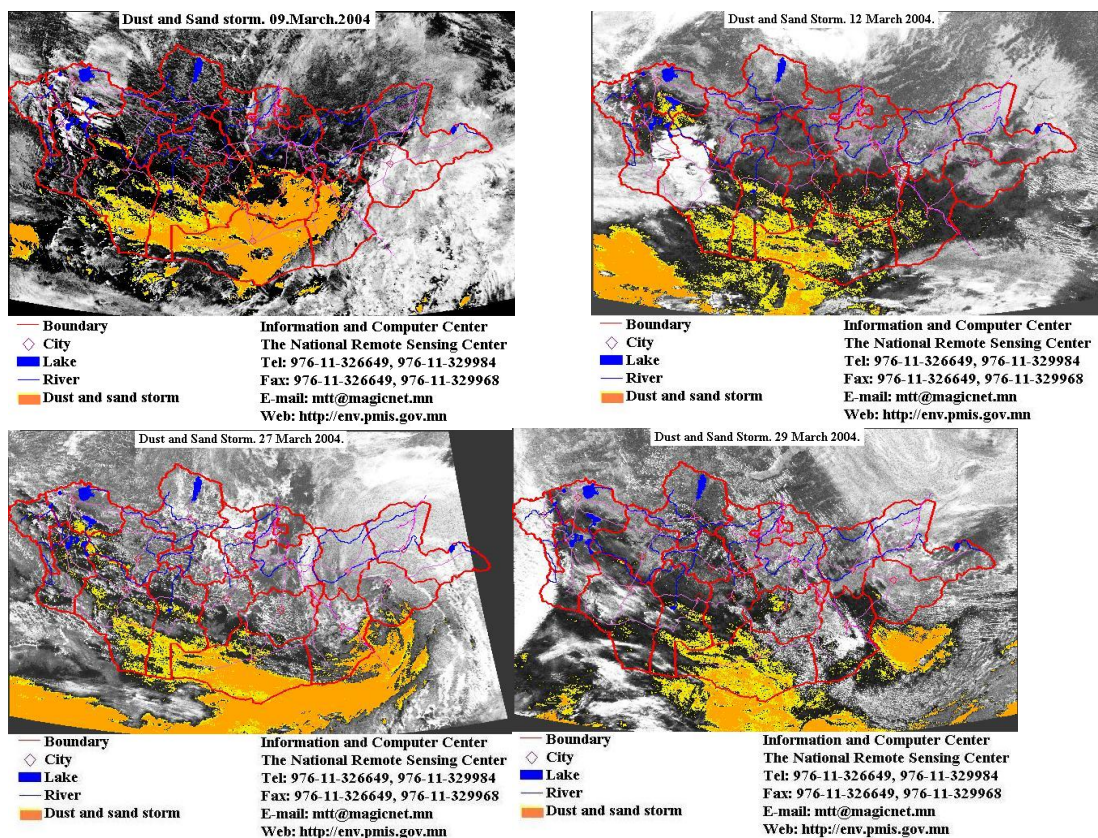 Dust and Sand storm. 09.March.2004
Boundary
City
Lake
River
Dust and sand storm
Information and Computer Center
The National Remote Sensing Center
Tel: 976-11-326649, 976-11-329984
Fax: 976-11-326649, 976-11-329968
E-mail: mtt@magicnet.mn
Web: http://env.pmis.gov.mn
Dust and Sand Storm. 12 March 2004.
Boundary
City
Lake
River
Dust and sand storm
Information and Computer Center
The National Remote Sensing Center
Tel: 976-11-326649, 976-11-329984
Fax: 976-11-326649, 976-11-329968
E-mail: mtt@magicnet.mn
Web: http://env.pmis.gov.mn
Dust and Sand Storm. 27 March 2004.
Boundary
City
Lake
River
Dust and sand storm
Information and Computer Center
The National Remote Sensing Center
Tel: 976-11-326649, 976-11-329984
Fax: 976-11-326649, 976-11-329968
E-mail: mtt@magicnet.mn
Web: http://env.pmis.gov.mn
Dust and Sand Storm. 29 March 2004.
Boundary
City
Lake
River
Dust and sand storm
Information and Computer Center
The National Remote Sensing Center
Tel: 976-11-326649, 976-11-329984
Fax: 976-11-326649, 976-11-329968
E-mail: mtt@magicnet.mn
Web: http://env.pmis.gov.mn